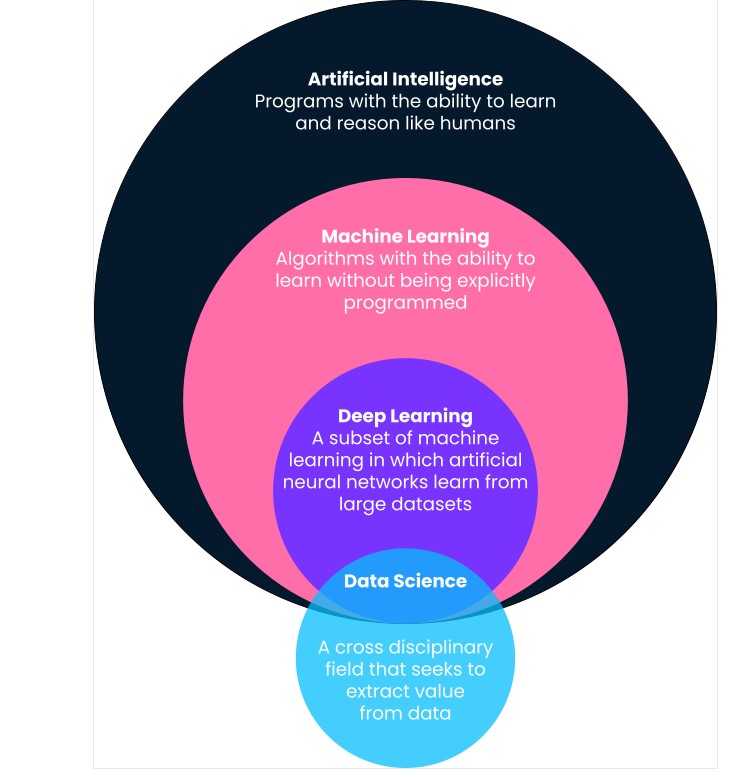 Artificial Intelligence
Programs with the ability to learn
and reason like humans
Machine Learning
Algorithms with the ability to
learn without being explicitly
programmed
Deep Learning
A subset of machine
learning in which artificial
neural networks learn from
large datasets
Data Science
A cross disciplinary
field that seeks to
extract value
from data